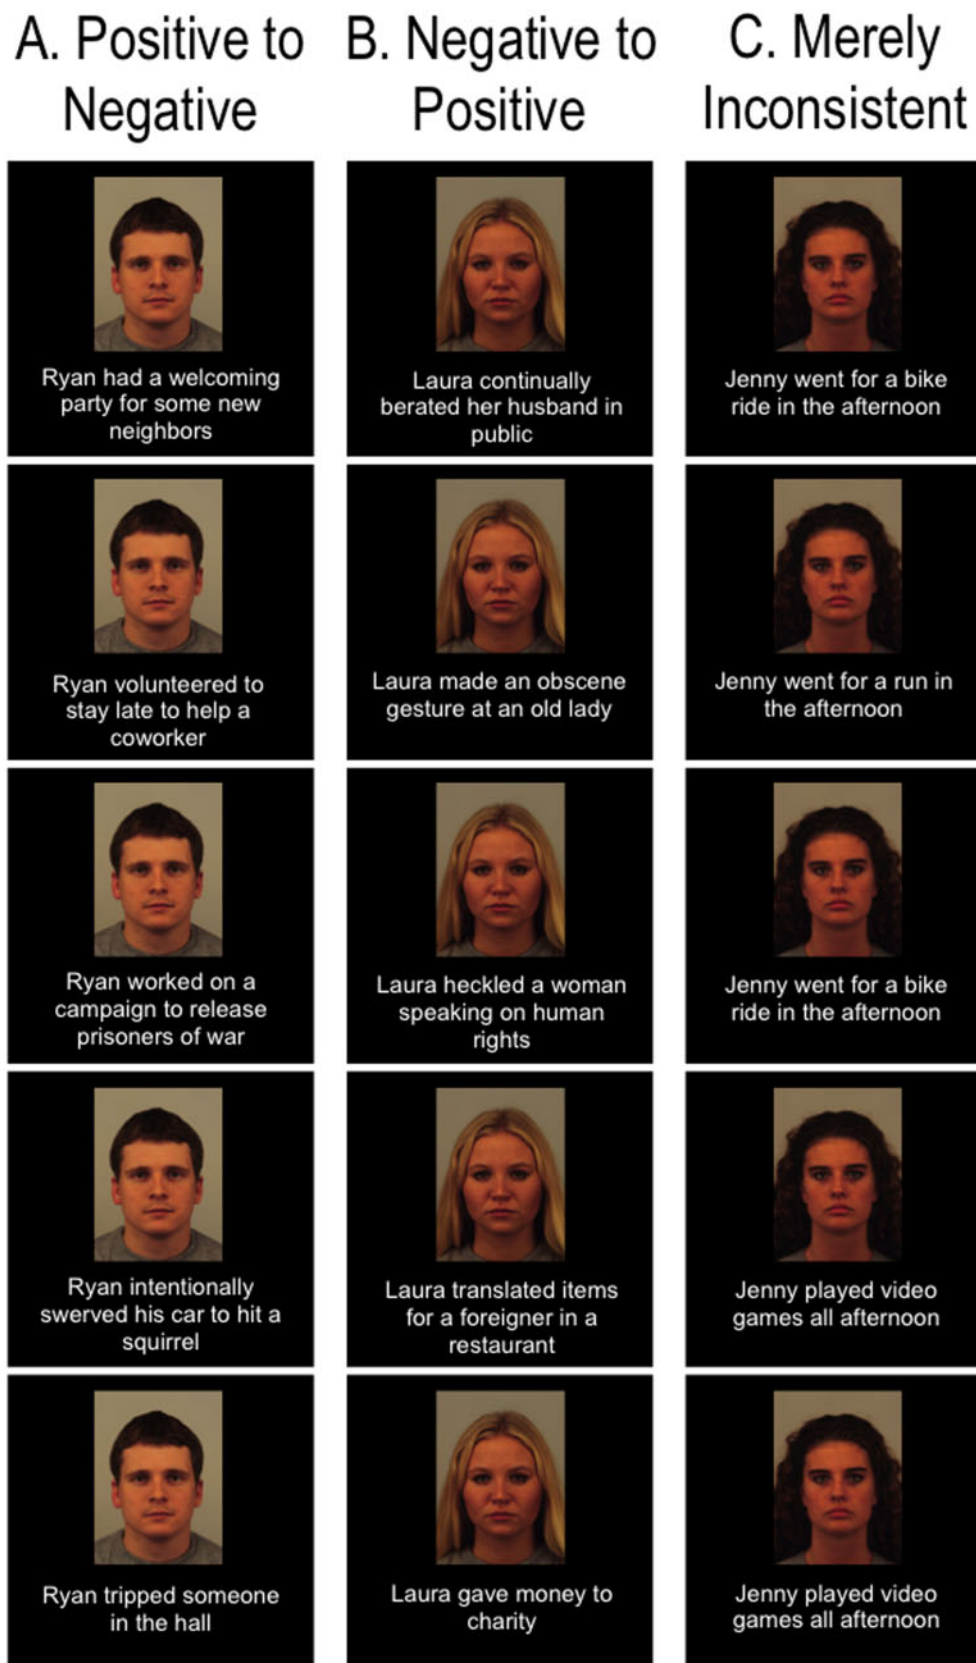 A. Positive to
Negative
B. Negative to
Positive
C. Merely
Inconsistent
Ryan had a welcoming
party for some new
neighbors
Laura continually
berated her husband in
public
Jenny went for a bike
ride in the afternoon
Ryan volunteered to
stay late to help a
coworker
Laura made an obscene
gesture at an old lady
Jenny went for a run in
the afternoon
Ryan worked on a
campaign to release
prisoners of war
Laura heckled a woman
speaking on human
rights
Jenny went for a bike
ride in the afternoon
Ryan intentionally
swerved his car to hit a
squirrel
Laura translated items
for a foreigner in a
restaurant
Jenny played video
games all afternoon
Ryan tripped someone
in the hall
Laura gave money to
charity
Jenny played video
games all afternoon